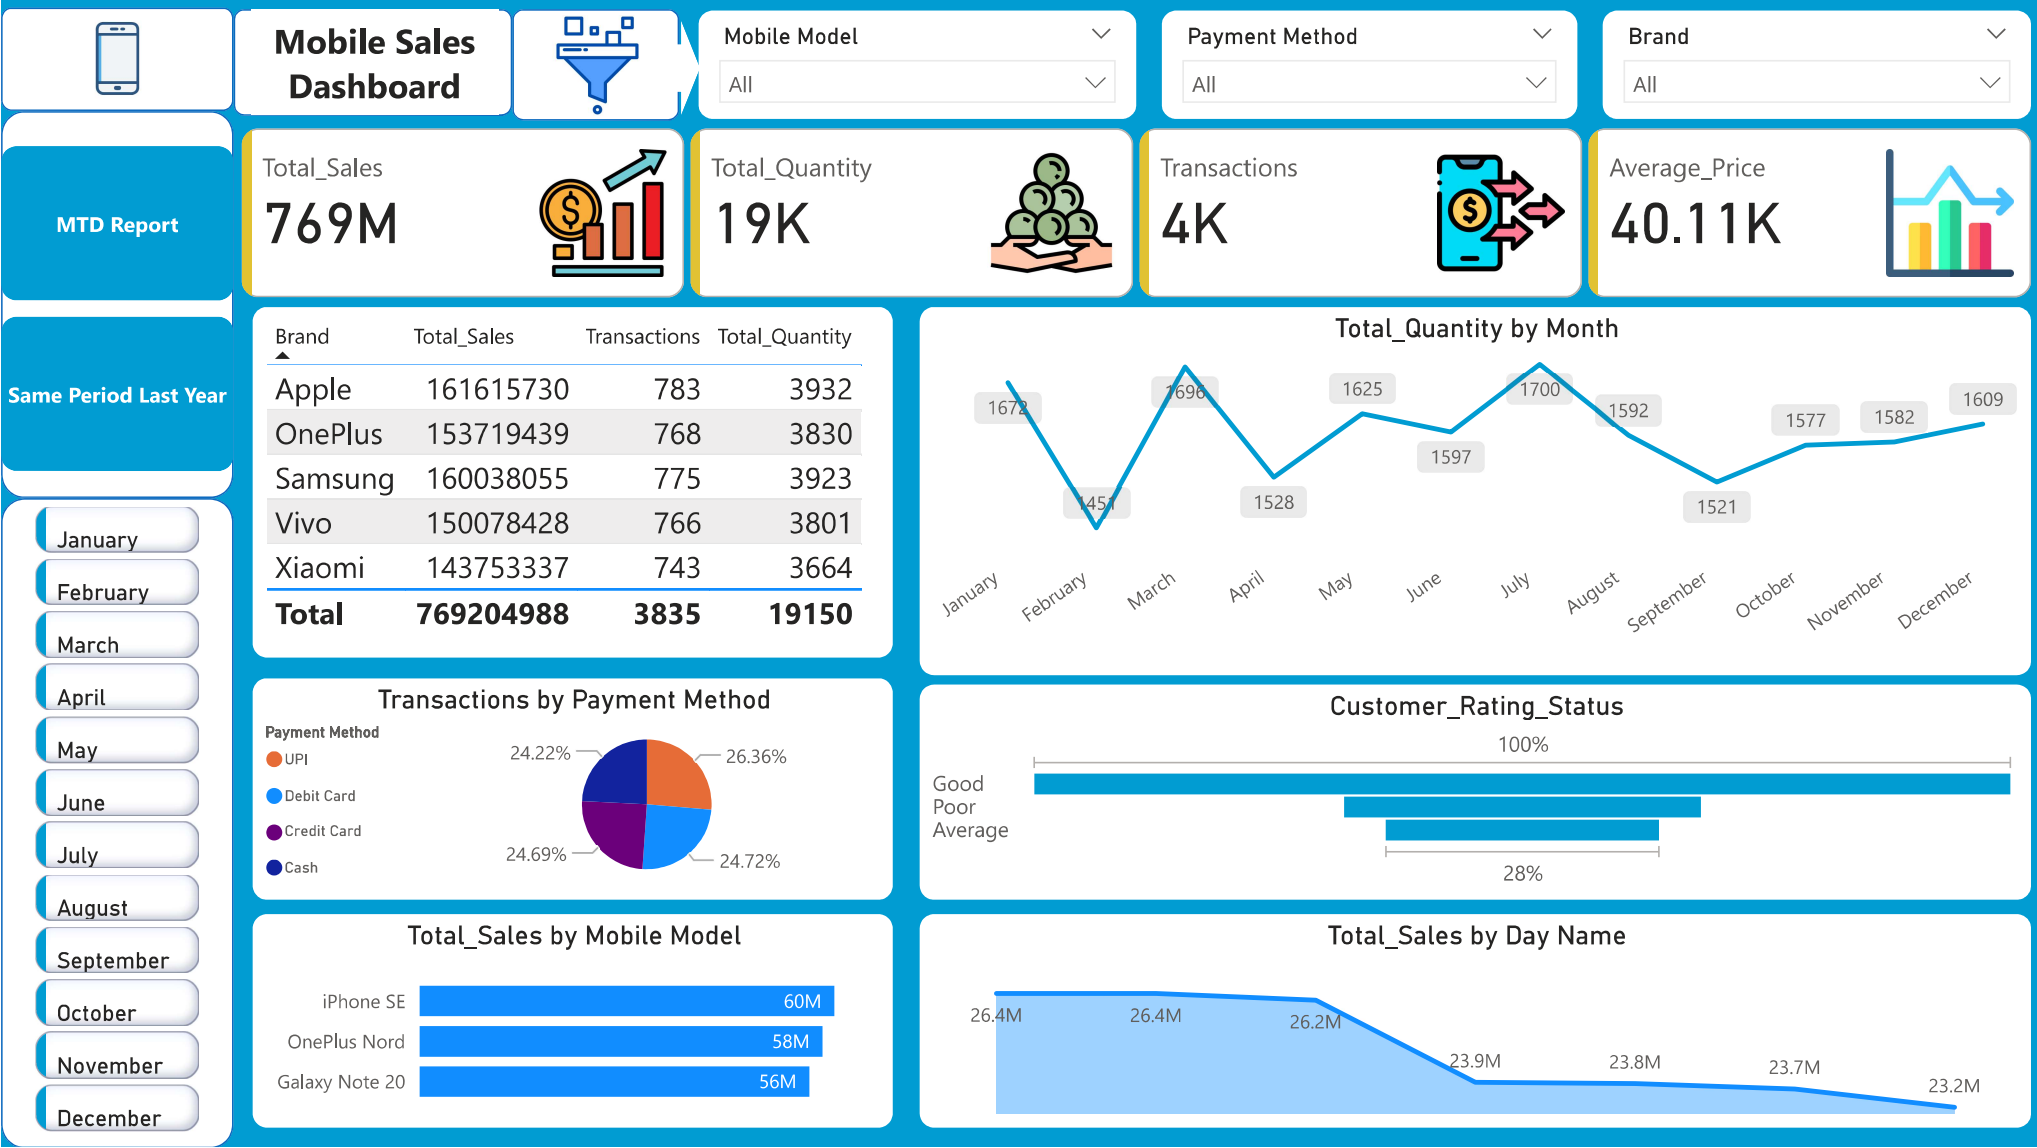 Mobile Sales
Dashboard
Mobile Model
All
Payment Method
All
Brand
All
MTD Report
Same Period Last Year
January
February
March
April
May
June
July
August
September
October
November
December
Total_Sales
769M
Total_Quantity
19K
Transactions
4K
Average_Price
40.11K
Brand Total_Sales Transactions Total_Quantity
Apple 161615730 783 3932
OnePlus 153719439 768 3830
Samsung 160038055 775 3923
Vivo 150078428 766 3801
Xiaomi 143753337 743 3664
Total 769204988 3835 19150
Total_Quantity by Month
1672
1451
1696
1528
1625
1597
1700
1592
1521
1577
1582
1609
January
February
March
April
May
June
July
August
September
October
November
December
Transactions by Payment Method
Payment Method
UPI
Debit Card
Credit Card
Cash
24.22%
26.36%
24.69%
24.72%
Customer_Rating_Status
100%
Good
Poor
Average
28%
Total_Sales by Mobile Model
iPhone SE 60M
OnePlus Nord 58M
Galaxy Note 20 56M
Total_Sales by Day Name
26.4M
26.4M
26.2M
23.9M
23.8M
23.7M
23.2M